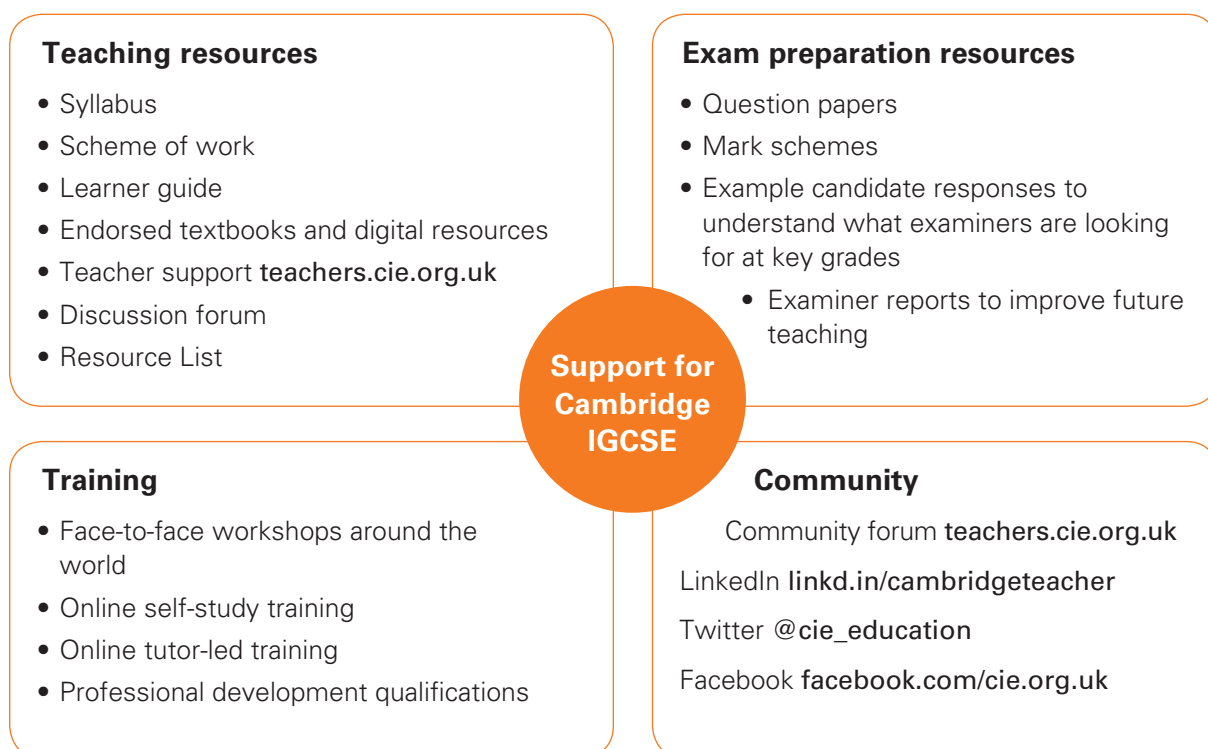 Teaching resources
• Syllabus
• Scheme of work
• Learner guide
• Endorsed textbooks and digital resources
• Teacher support teachers.cie.org.uk
• Discussion forum
• Resource List
Exam preparation resources
• Question papers
• Mark schemes
• Example candidate responses to
understand what examiners are looking
for at key grades
• Examiner reports to improve future
teaching
Support for
Cambridge
IGCSE
Training
• Face-to-face workshops around the
world
• Online self-study training
• Online tutor-led training
• Professional development qualifications
Community
Community forum teachers.cie.org.uk
LinkedIn linkd.in/cambridgeteacher
Twitter @cie_education
Facebook facebook.com/cie.org.uk